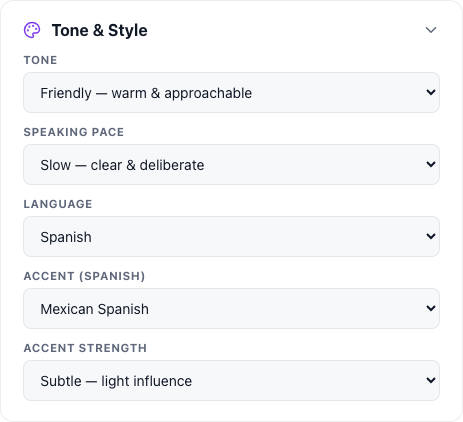 Tone & Style
TONE
Friendly — warm & approachable
SPEAKING PACE
Slow — clear & deliberate
LANGUAGE
Spanish
ACCENT (SPANISH)
Mexican Spanish
ACCENT STRENGTH
Subtle — light influence